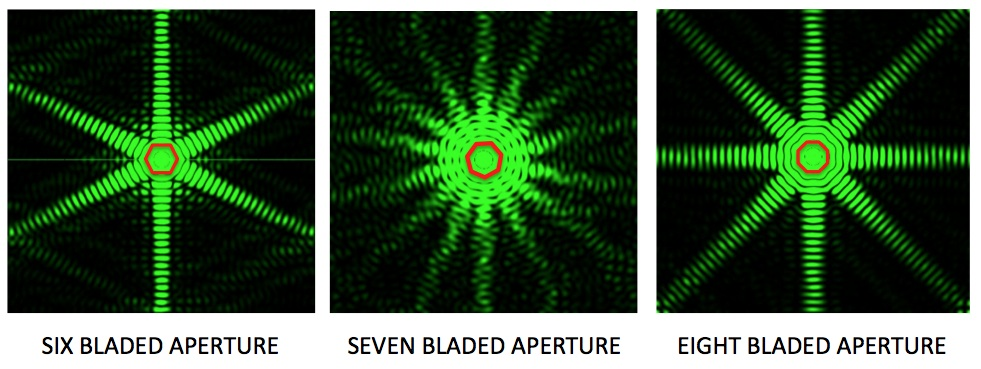 SIX BLADED APERTURE
SEVEN BLADED APERTURE
EIGHT BLADED APERTURE